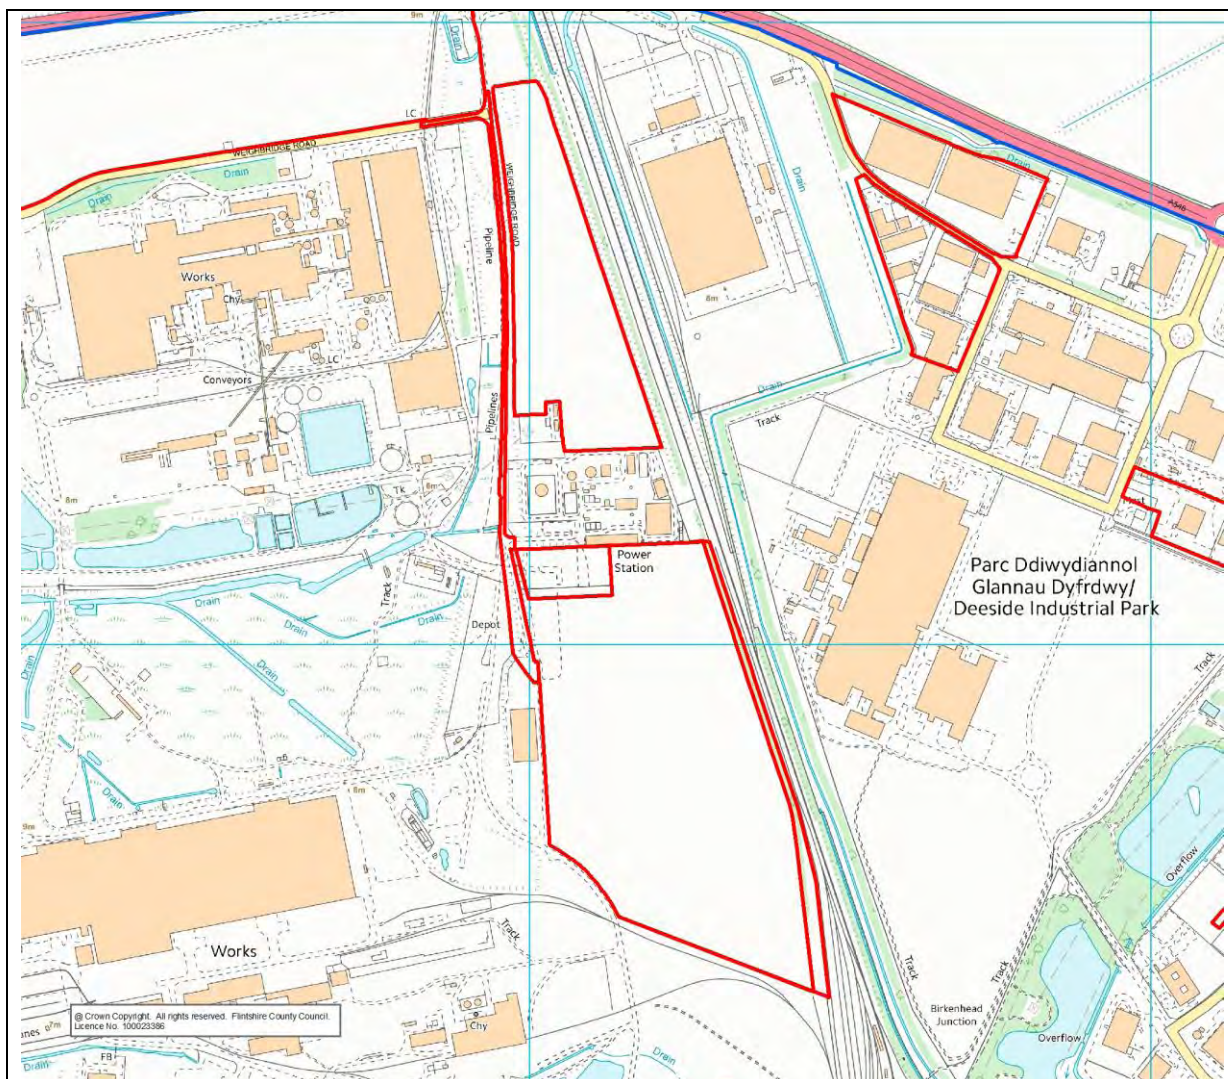 9m
Drain
LC
WEIGHBRIDGE ROAD
Drain
WEIGHBRIDGE ROAD
Pipeline
Works
Chy
LC
Conveyors
Pipelines
Drain
Drain
A548
8m
Drain
Track
8m
Tk
8m
Mast
Power
Station
Parc Ddiwydiannol
Glannau Dyfrdwy/
Deeside Industrial Park
Track
Drain
Drain
Drain
Depot
Drain
Drain
Track
Drain
8m
9m
Overflow
Works
Track
Track
Track
Birkenhead
Junction
Overflow
@ Crown Copyright. All rights reserved. Flintshire County Council.
Licence No. 100023386
7m
Chy
FB
Drain
Drain